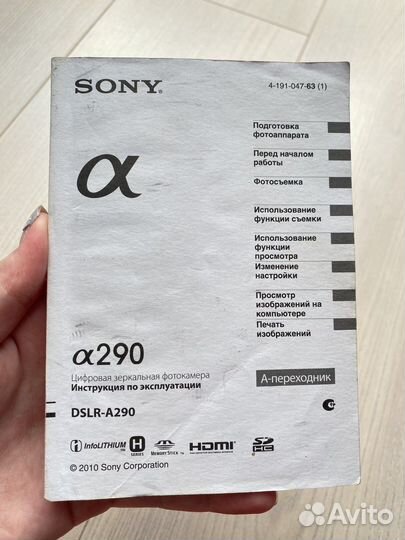 SONY®
4-191-047-63 (1)
α
Подготовка
фотоаппарата
Перед началом
работы
Фотосъемка
Использование
функции съемки
Использование
функции
просмотра
Изменение
настройки
Просмотр
изображений на
компьютере
Печать
изображений
α290
Цифровая зеркальная фотокамера
Инструкция по эксплуатации
А-переходник
DSLR-A290
InfoLITHIUM H SERIES
MEMORY STICK HDMI SD HC
© 2010 Sony Corporation
Avito